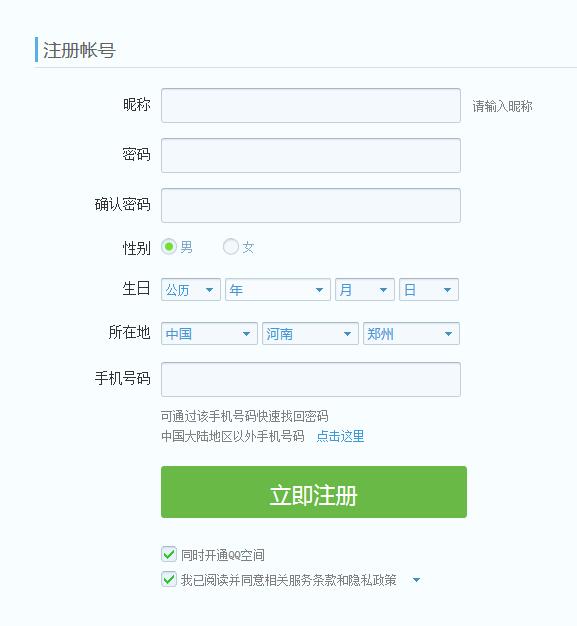 注册帐号
昵称 请输入昵称
密码
确认密码
性别 男 女
生日 公历 年 月 日
所在地 中国 河南 郑州
手机号码
可通过该手机号码快速找回密码
中国大陆地区以外手机号码 点击这里
立即注册
同时开通QQ空间
我已阅读并同意相关服务条款和隐私政策